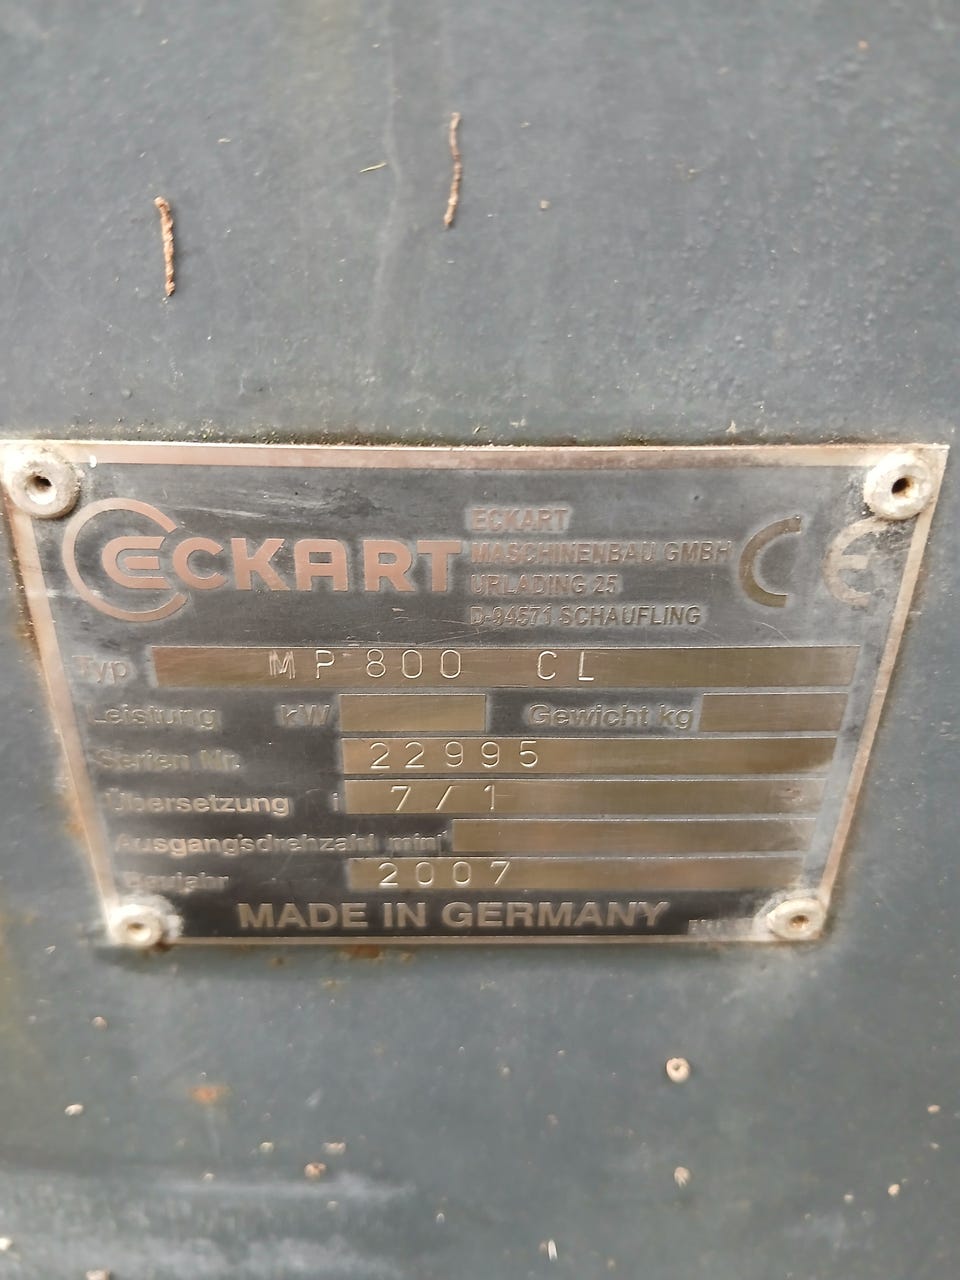 ECKART
ECKART
MASCHINENBAU GMBH
URLADING 25
D-94571 SCHAUFLING
CE
Typ MP 800 CL
Leistung kW Gewicht kg
Serien Nr. 22995
Übersetzung i 7/1
Ausgangsdrehzahl min
Baujahr 2007
MADE IN GERMANY